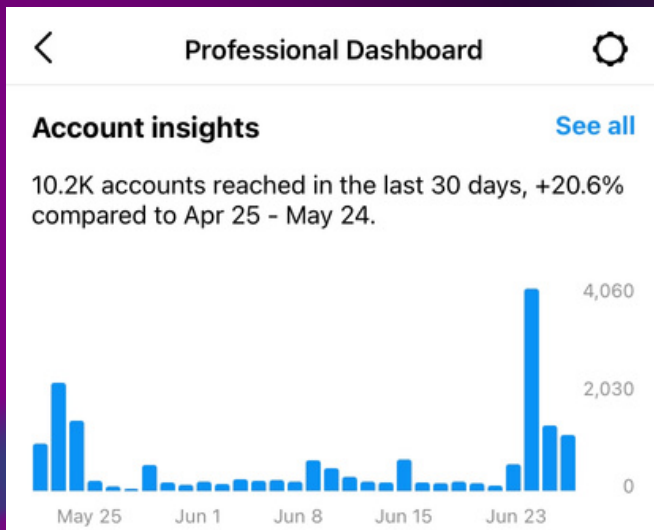 Professional Dashboard
Account insights
See all
10.2K accounts reached in the last 30 days, +20.6%
compared to Apr 25 - May 24.
4,060
2,030
0
May 25
Jun 1
Jun 8
Jun 15
Jun 23